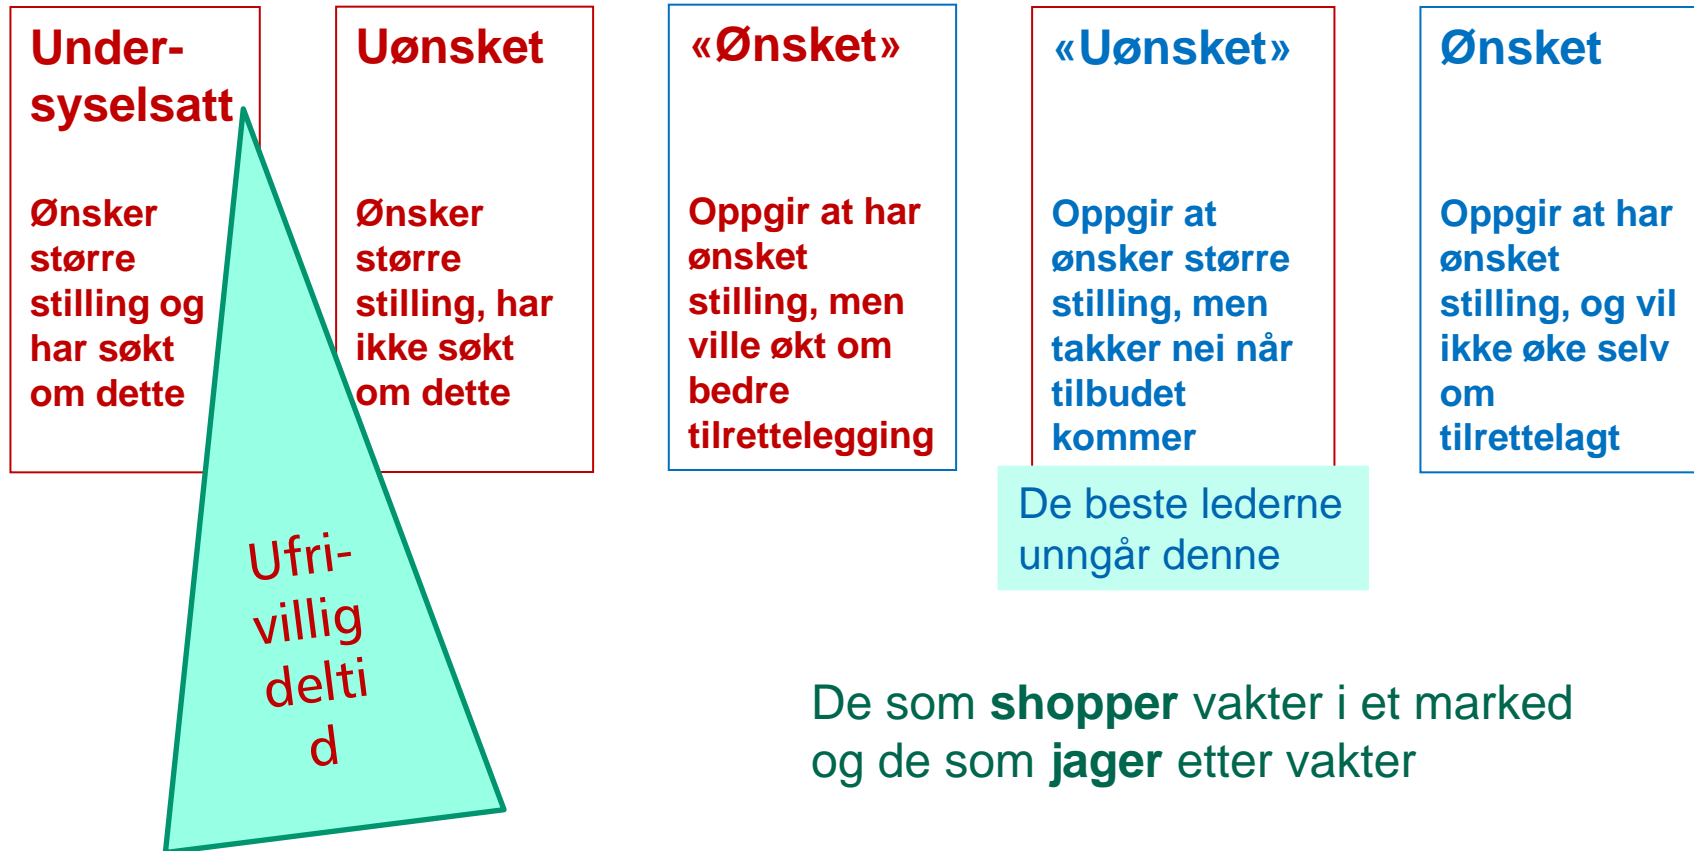 Under-
syselsatt
Ønsker
større
stilling og
har søkt
om dette
Uønsket
Ønsker
større
stilling, har
ikke søkt
om dette
«Ønsket»
Oppgir at har
ønsket
stilling, men
ville økt om
bedre
tilrettelegging
«Uønsket»
Oppgir at
ønsker større
stilling, men
takker nei når
tilbudet
kommer
De beste lederne
unngår denne
Ønsket
Oppgir at har
ønsket
stilling, og vil
ikke øke selv
om
tilrettelagt
Ufri-
villig
delti
d
De som shopper vakter i et marked
og de som jager etter vakter